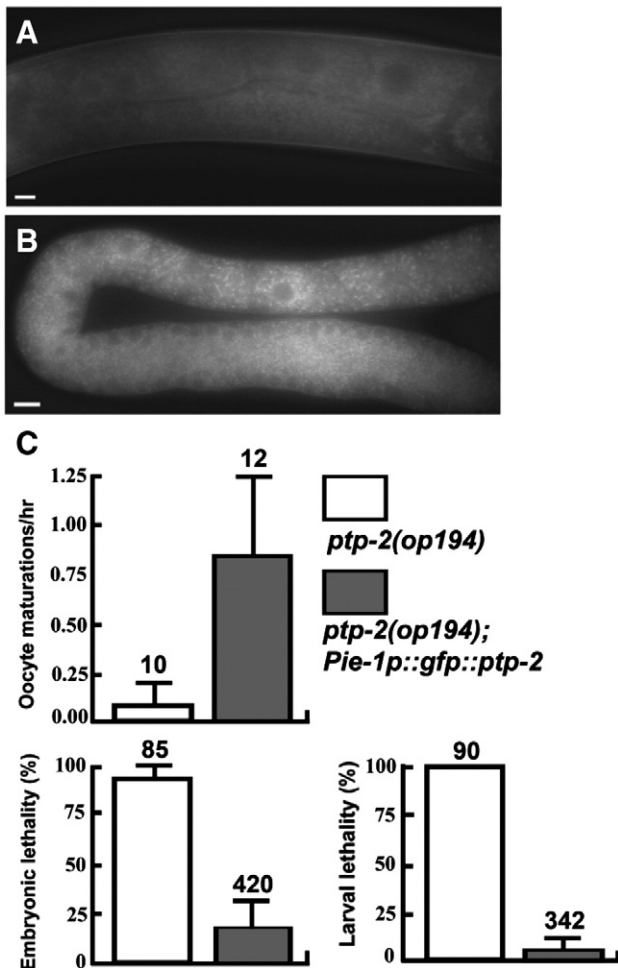 A
B
C
Oocyte maturations/hr
1.25
1.00
0.75
0.50
0.25
0.00
10
12
ptp-2(op194)
ptp-2(op194);
Pie-1p::gfp::ptp-2
Embryonic lethality (%)
100
75
50
25
0
85
420
Larval lethality (%)
100
75
50
25
0
90
342